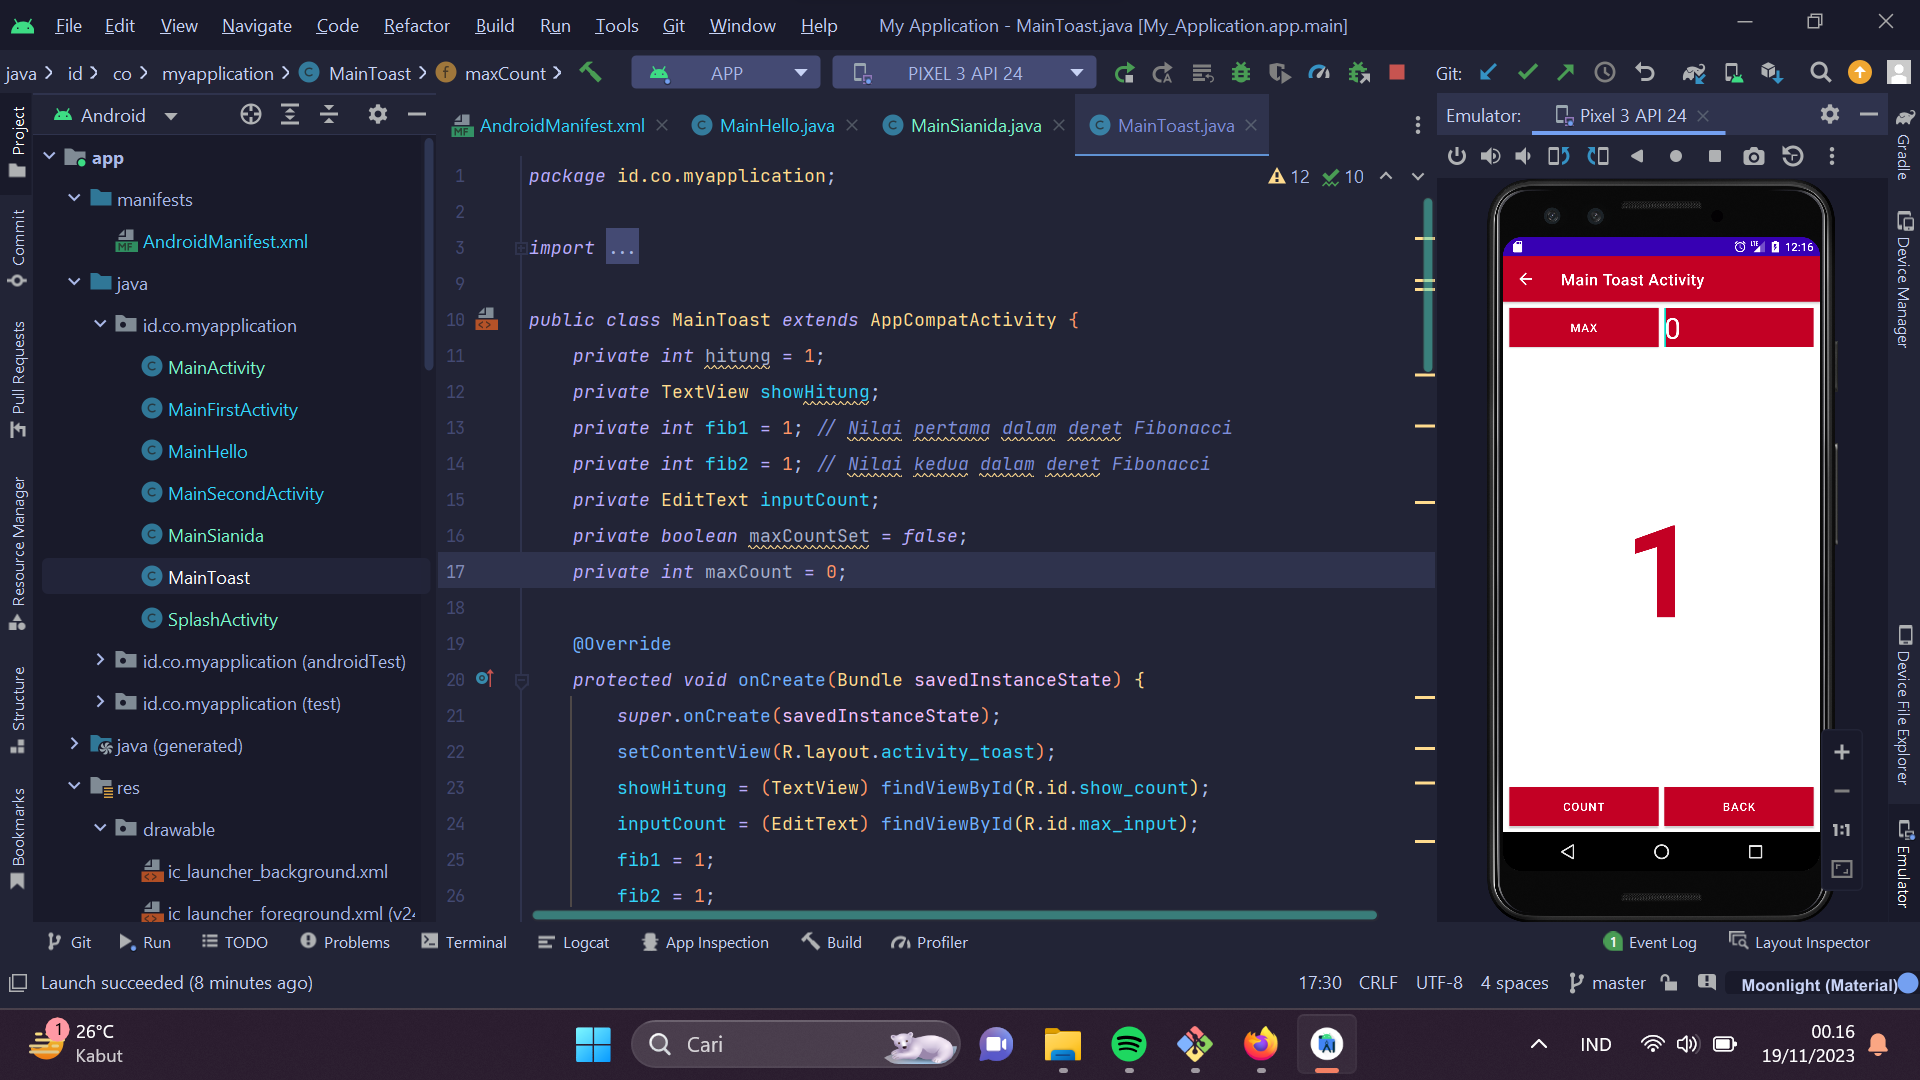 File Edit View Navigate Code Refactor Build Run Tools Git Window Help My Application - MainToast.java [My_Application.app.main]
java id co myapplication MainToast maxCount APP PIXEL 3 API 24 Git:
Project
Commit
Pull Requests
Resource Manager
Structure
Bookmarks
Android
app
manifests
AndroidManifest.xml
java
id.co.myapplication
MainActivity
MainFirstActivity
MainHello
MainSecondActivity
MainSianida
MainToast
SplashActivity
id.co.myapplication (androidTest)
id.co.myapplication (test)
java (generated)
res
drawable
ic_launcher_background.xml
ic_launcher_foreground.xml (v24
AndroidManifest.xml MainHello.java MainSianida.java MainToast.java
12 10
1 package id.co.myapplication;
2
3 import ...
9
10 public class MainToast extends AppCompatActivity {
11 private int hitung = 1;
12 private TextView showHitung;
13 private int fib1 = 1; // Nilai pertama dalam deret Fibonacci
14 private int fib2 = 1; // Nilai kedua dalam deret Fibonacci
15 private EditText inputCount;
16 private boolean maxCountSet = false;
17 private int maxCount = 0;
18
19 @Override
20 protected void onCreate(Bundle savedInstanceState) {
21 super.onCreate(savedInstanceState);
22 setContentView(R.layout.activity_toast);
23 showHitung = (TextView) findViewById(R.id.show_count);
24 inputCount = (EditText) findViewById(R.id.max_input);
25 fib1 = 1;
26 fib2 = 1;
Emulator: Pixel 3 API 24
LTE 12:16
Main Toast Activity
MAX 0
1
COUNT BACK
1:1
Gradle
Device Manager
Device File Explorer
Emulator
Git Run TODO Problems Terminal Logcat App Inspection Build Profiler 1 Event Log Layout Inspector
Launch succeeded (8 minutes ago) 17:30 CRLF UTF-8 4 spaces master Moonlight (Material)
1 26°C
Kabut
Cari
IND
00.16
19/11/2023